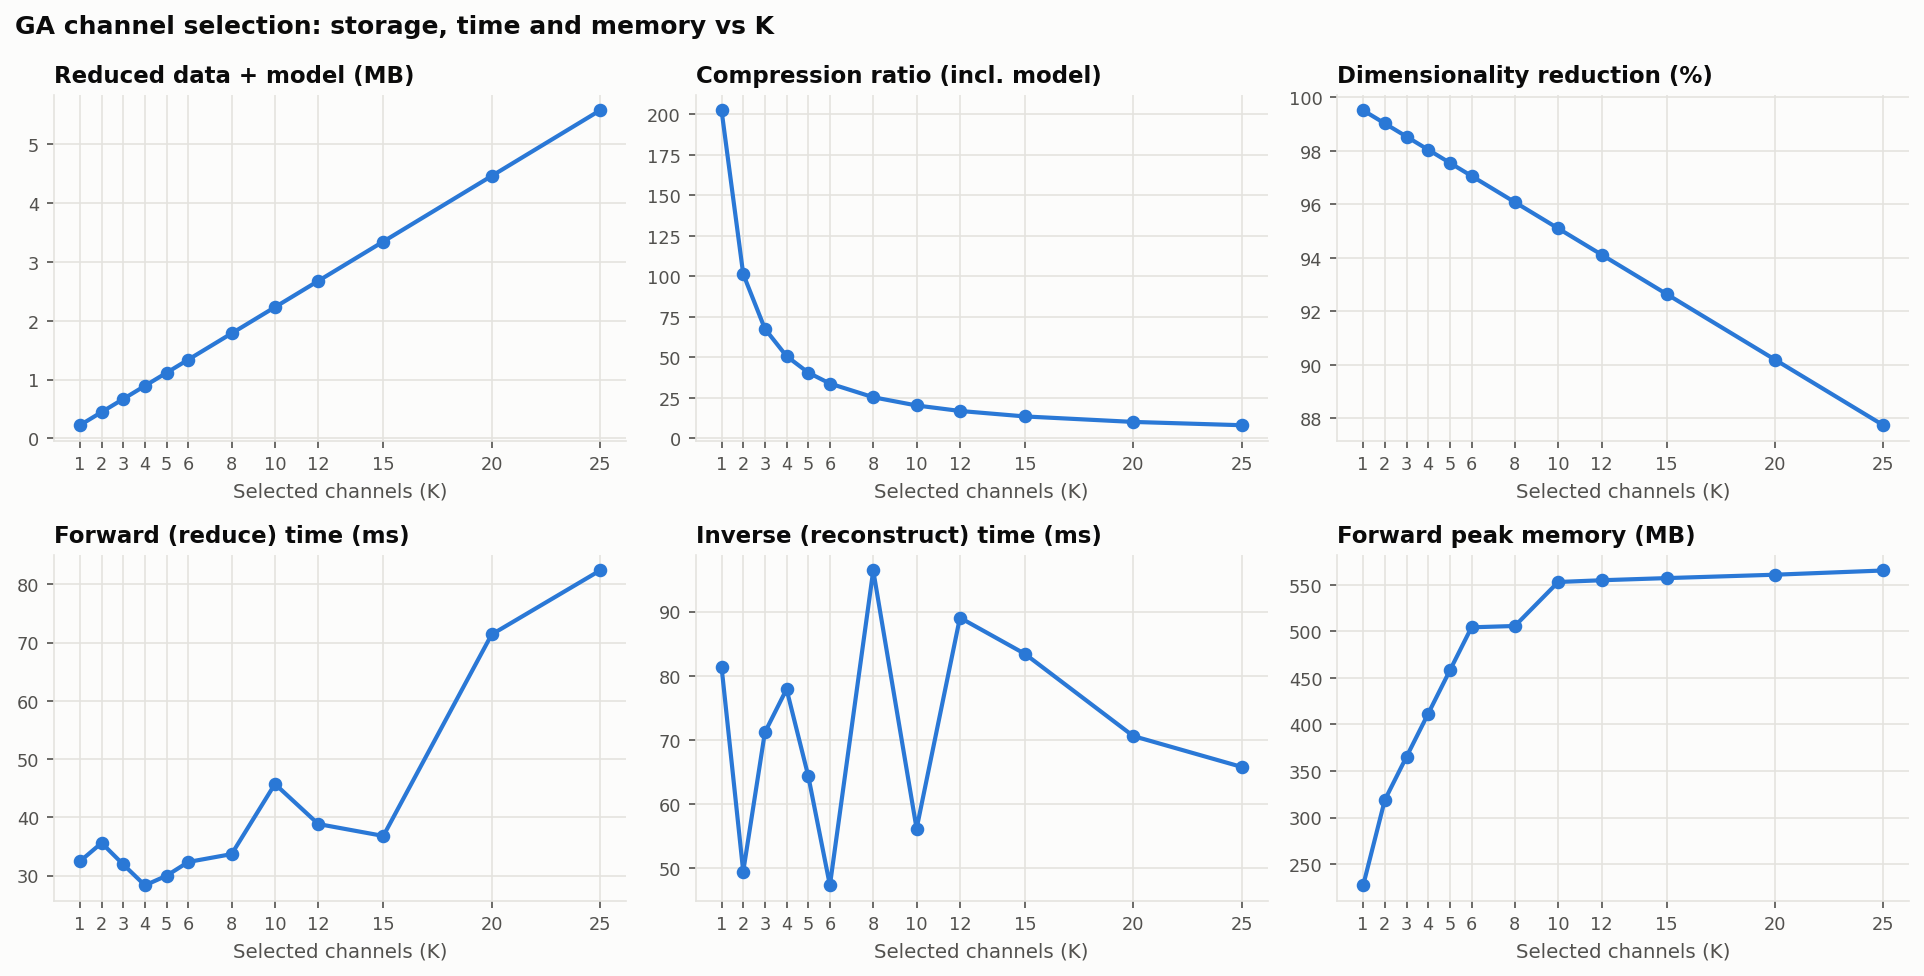 GA channel selection: storage, time and memory vs K
Reduced data + model (MB)
5
4
3
2
1
0
1 2 3 4 5 6 8 10 12 15 20 25
Selected channels (K)
Compression ratio (incl. model)
200
175
150
125
100
75
50
25
0
1 2 3 4 5 6 8 10 12 15 20 25
Selected channels (K)
Dimensionality reduction (%)
100
98
96
94
92
90
88
1 2 3 4 5 6 8 10 12 15 20 25
Selected channels (K)
Forward (reduce) time (ms)
80
70
60
50
40
30
1 2 3 4 5 6 8 10 12 15 20 25
Selected channels (K)
Inverse (reconstruct) time (ms)
90
80
70
60
50
1 2 3 4 5 6 8 10 12 15 20 25
Selected channels (K)
Forward peak memory (MB)
550
500
450
400
350
300
250
1 2 3 4 5 6 8 10 12 15 20 25
Selected channels (K)